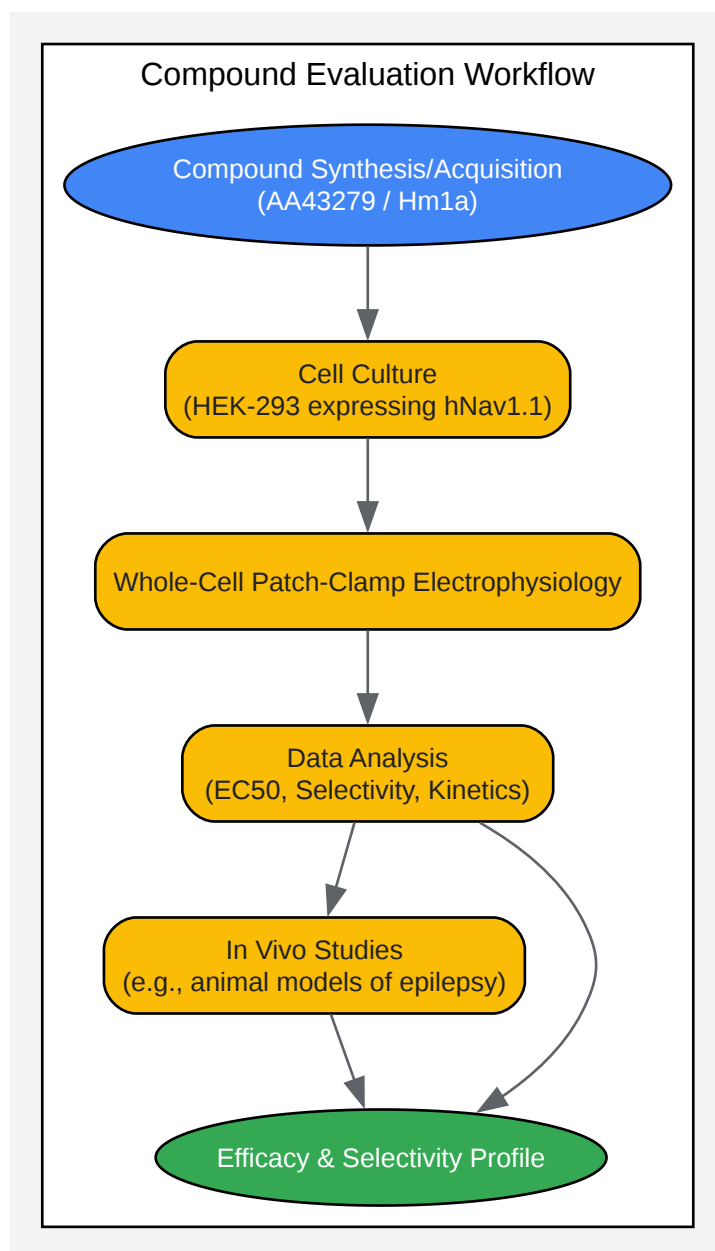 Compound Evaluation Workflow
Compound Synthesis/Acquisition
(AA43279 / Hm1a)
Cell Culture
(HEK-293 expressing hNav1.1)
Whole-Cell Patch-Clamp Electrophysiology
Data Analysis
(EC50, Selectivity, Kinetics)
In Vivo Studies
(e.g., animal models of epilepsy)
Efficacy & Selectivity Profile